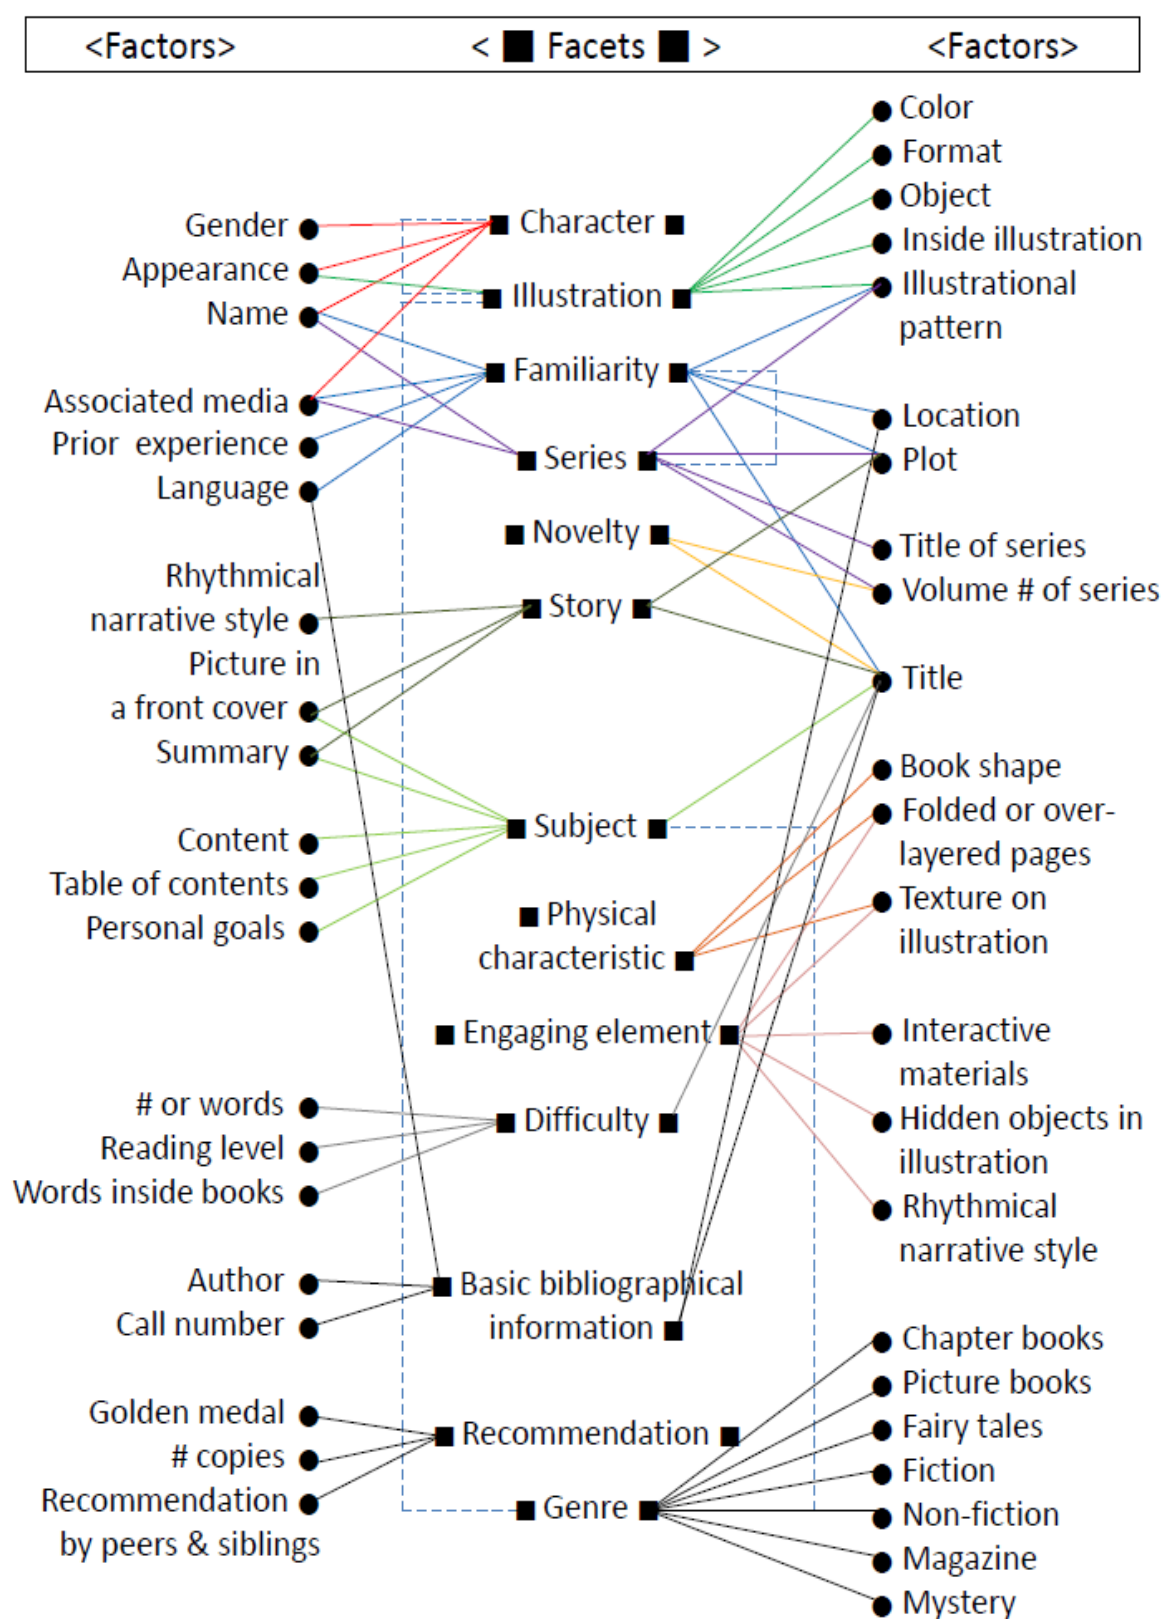 <Factors>
< ■ Facets ■ >
<Factors>
Gender
Appearance
Name
Associated media
Prior experience
Language
Rhythmical
narrative style
Picture in
a front cover
Summary
Content
Table of contents
Personal goals
# or words
Reading level
Words inside books
Author
Call number
Golden medal
# copies
Recommendation
by peers & siblings
Character
Illustration
Familiarity
Series
Novelty
Story
Subject
Physical
characteristic
Engaging element
Difficulty
Basic bibliographical
information
Recommendation
Genre
Color
Format
Object
Inside illustration
Illustrational
pattern
Location
Plot
Title of series
Volume # of series
Title
Book shape
Folded or over-
layered pages
Texture on
illustration
Interactive
materials
Hidden objects in
illustration
Rhythmical
narrative style
Chapter books
Picture books
Fairy tales
Fiction
Non-fiction
Magazine
Mystery